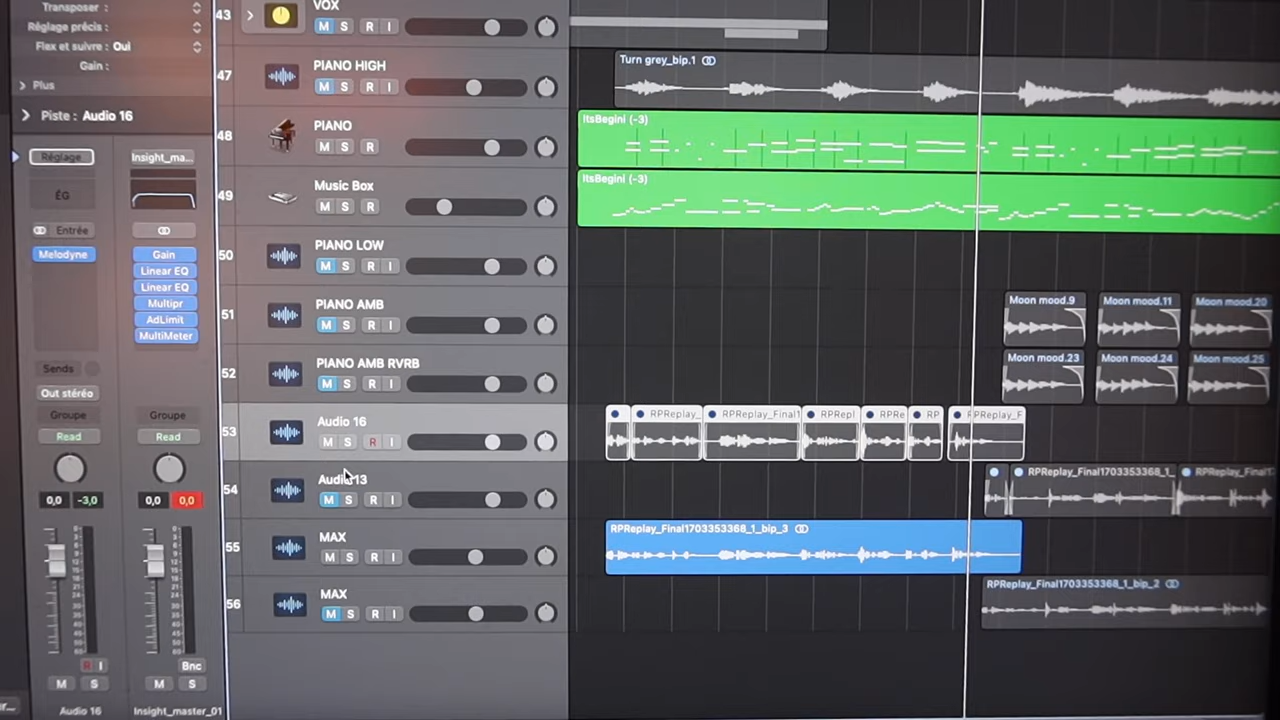 Transposer :
Réglage précis :
Flex et suivre : Oui
Gain :
Plus
Piste : Audio 16
Réglage
Insight_ma...
ÉG
Entrée
Melodyne
Gain
Linear EQ
Linear EQ
Multipr
AdLimit
MultiMeter
Sends
Out stéréo
Groupe
Groupe
Read
Read
0,0
-3,0
0,0
0,0
R I
Bnc
M S
M S
Audio 16
Insight_master_01
43
VOX
M S R I
47
PIANO HIGH
M S R I
48
PIANO
M S R
49
Music Box
M S R
50
PIANO LOW
M S R I
51
PIANO AMB
M S R I
52
PIANO AMB RVRB
M S R I
53
Audio 16
M S R I
54
Audio 13
M S R I
55
MAX
M S R I
56
MAX
M S R I
Turn grey_bip.1
ItsBegini (-3)
ItsBegini (-3)
Moon mood.9
Moon mood.11
Moon mood.20
Moon mood.23
Moon mood.24
Moon mood.25
RPReplay_
RPReplay_Final1
RPRepl
RPRe
RP
RPReplay_F
RPReplay_Final1703353368_1_
RPReplay_Final17
RPReplay_Final1703353368_1_bip_3
RPReplay_Final1703353368_1_bip_2